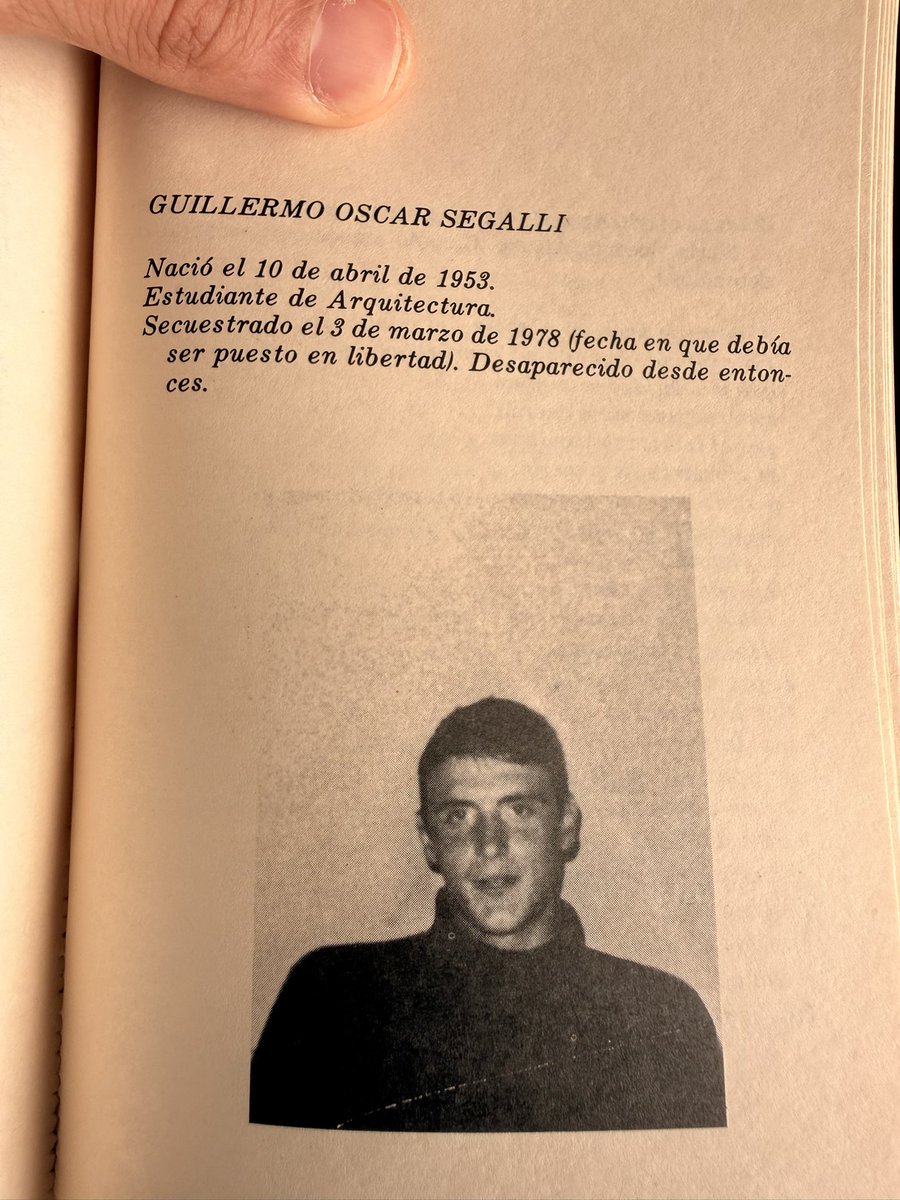 GUILLERMO OSCAR SEGALLI
Nació el 10 de abril de 1953.
Estudiante de Arquitectura.
Secuestrado el 3 de marzo de 1978 (fecha en que debía
ser puesto en libertad). Desaparecido desde enton-
ces.